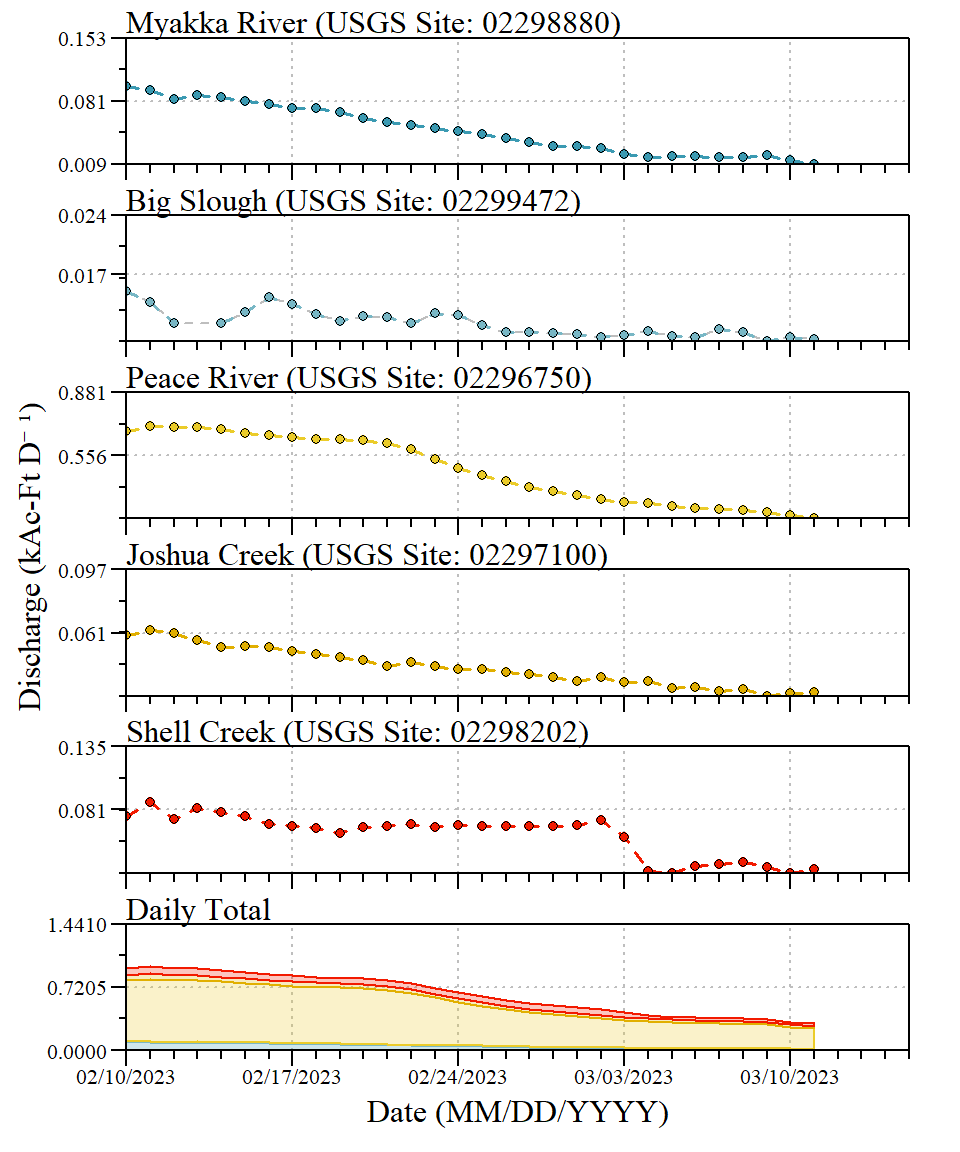 Myakka River (USGS Site: 02298880)
0.153
0.081
0.009
Big Slough (USGS Site: 02299472)
0.024
0.017
Peace River (USGS Site: 02296750)
0.881
0.556
Discharge (kAc-Ft D⁻¹)
Joshua Creek (USGS Site: 02297100)
0.097
0.061
Shell Creek (USGS Site: 02298202)
0.135
0.081
Daily Total
1.4410
0.7205
0.0000
02/10/2023 02/17/2023 02/24/2023 03/03/2023 03/10/2023
Date (MM/DD/YYYY)